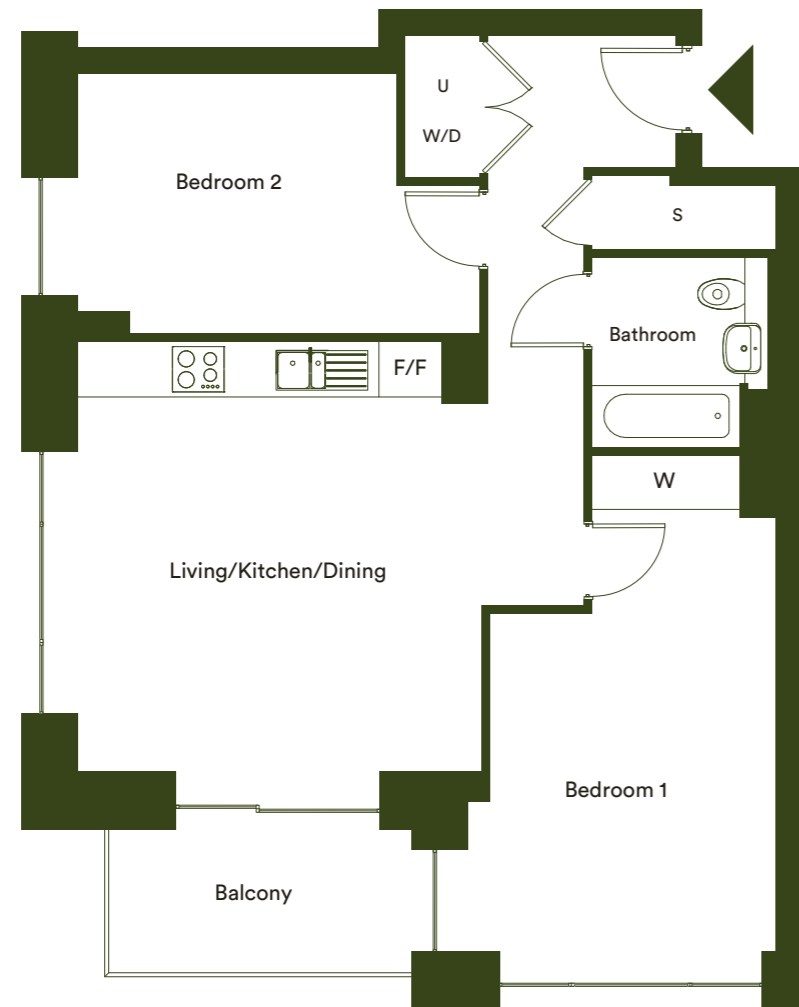 U
W/D
Bedroom 2
S
Bathroom
F/F
W
Living/Kitchen/Dining
Bedroom 1
Balcony